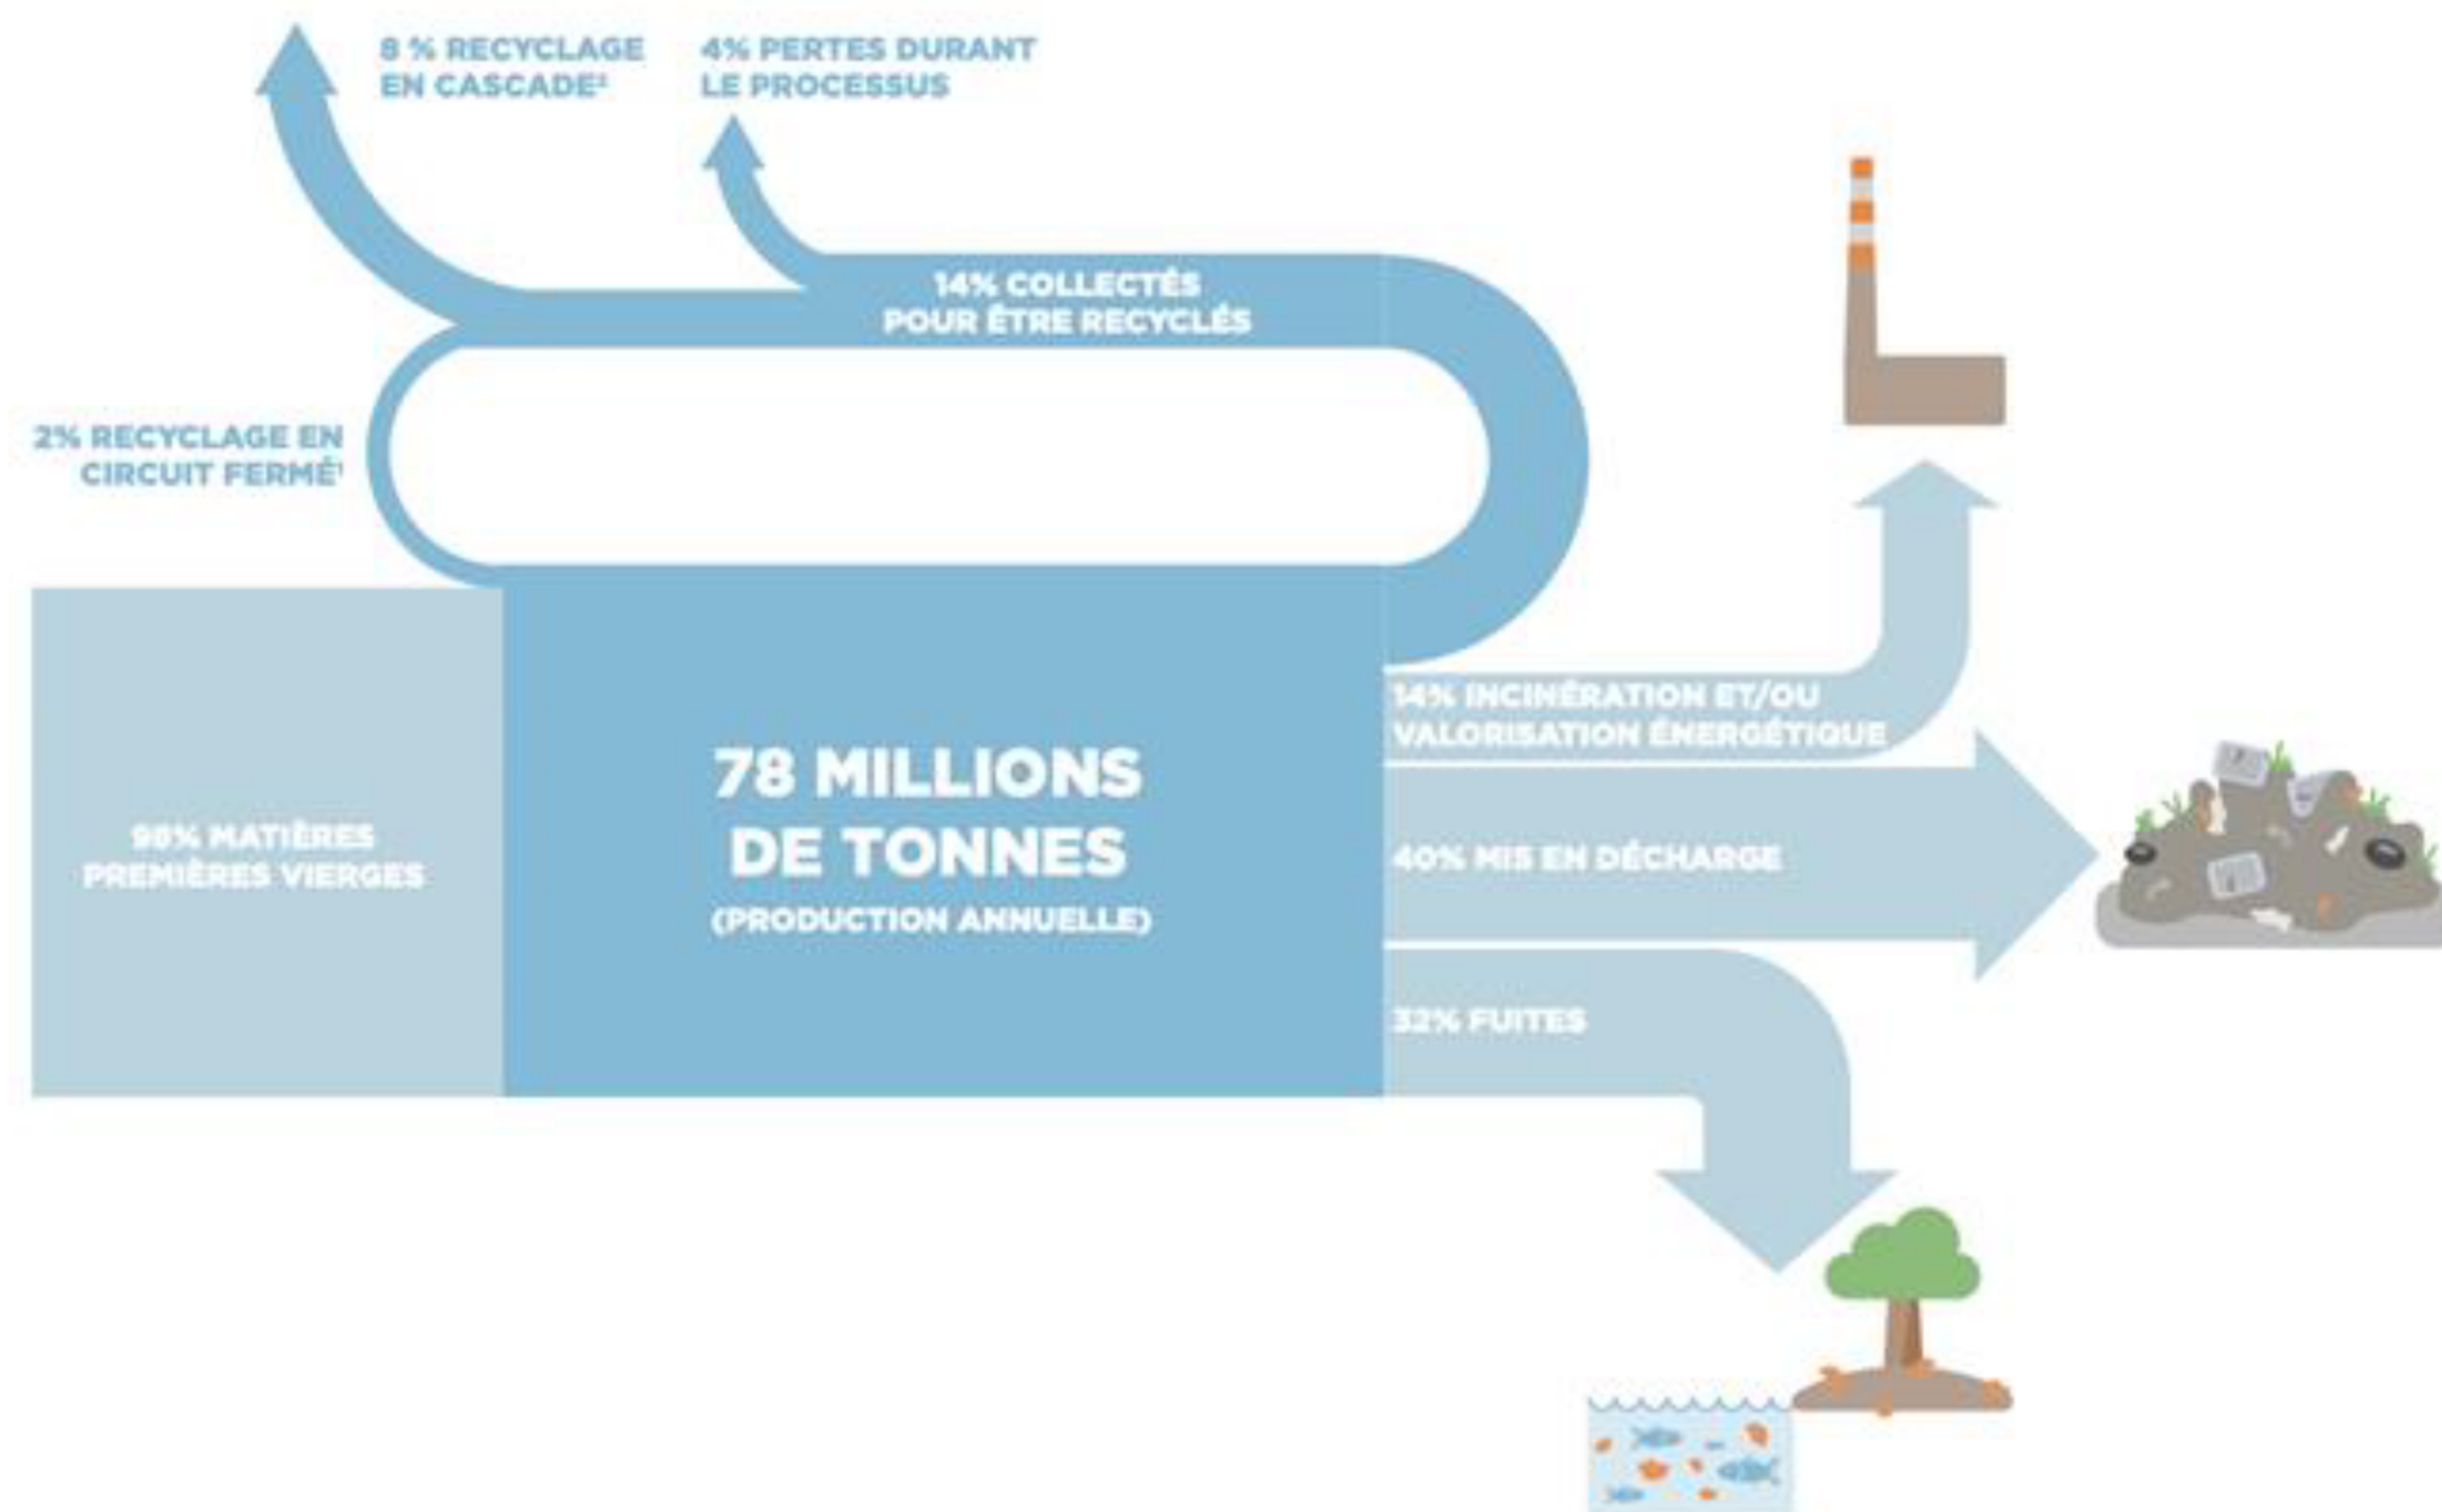 8 % RECYCLAGE
EN CASCADE²
4% PERTES DURANT
LE PROCESSUS
14% COLLECTÉS
POUR ÊTRE RECYCLÉS
2% RECYCLAGE EN
CIRCUIT FERMÉ¹
98% MATIÈRES
PREMIÈRES VIERGES
78 MILLIONS
DE TONNES
(PRODUCTION ANNUELLE)
14% INCINÉRATION ET/OU
VALORISATION ÉNERGÉTIQUE
40% MIS EN DÉCHARGE
32% FUITES